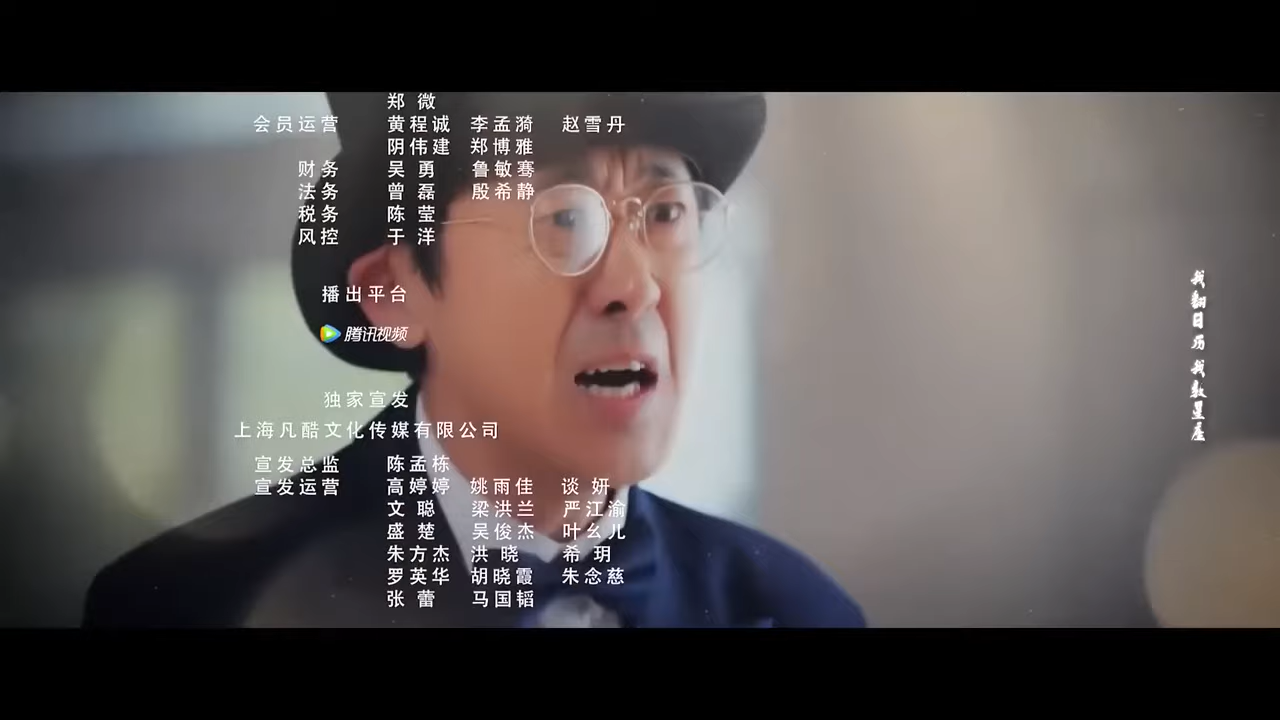 郑 微
会员运营 黄程诚 李孟漪 赵雪丹
阴伟建 郑博雅
财务 吴 勇 鲁敏骞
法务 曾 磊 殷希静
税务 陈 莹
风控 于 洋
播出平台
腾讯视频
独家宣发
上海凡酷文化传媒有限公司
宣发总监 陈孟栋
宣发运营 高婷婷 姚雨佳 谈 妍
文 聪 梁洪兰 严江渝
盛 楚 吴俊杰 叶幺儿
朱方杰 洪 晓 希 玥
罗英华 胡晓霞 朱念慈
张 蕾 马国韬
我翻日历 我数星座